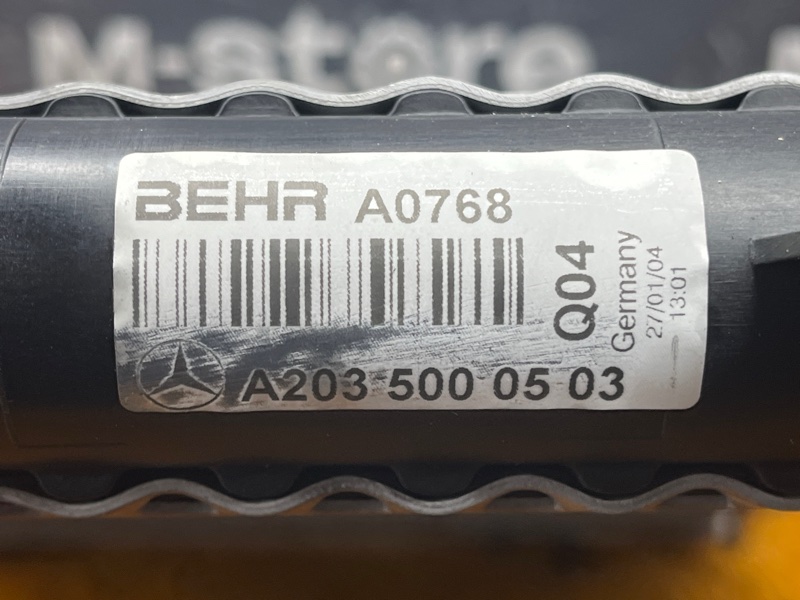 M-store
BEHR A0768
Q04
Germany
27/01/04
13:01
A203 500 05 03